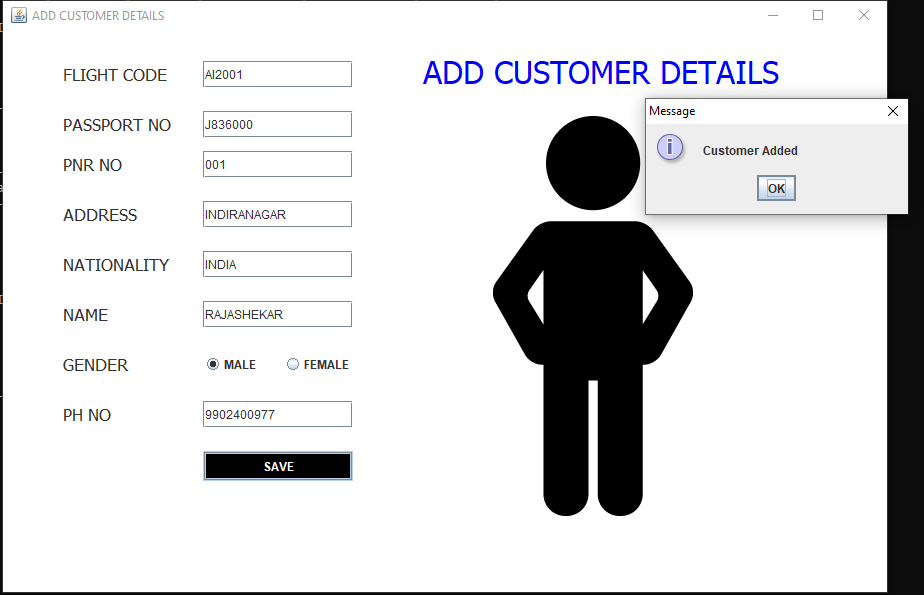 ADD CUSTOMER DETAILS
ADD CUSTOMER DETAILS
FLIGHT CODE AI2001
PASSPORT NO J836000
PNR NO 001
ADDRESS INDIRANAGAR
NATIONALITY INDIA
NAME RAJASHEKAR
GENDER MALE FEMALE
PH NO 9902400977
SAVE
Message
Customer Added
OK